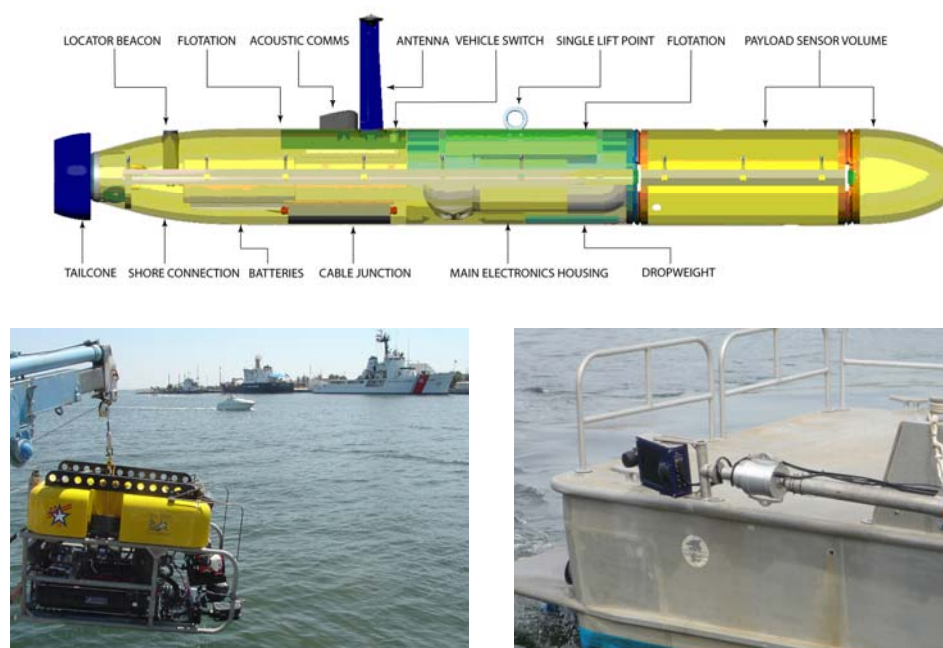 LOCATOR BEACON FLOTATION ACOUSTIC COMMS ANTENNA VEHICLE SWITCH SINGLE LIFT POINT FLOTATION PAYLOAD SENSOR VOLUME
TAILCONE SHORE CONNECTION BATTERIES CABLE JUNCTION MAIN ELECTRONICS HOUSING DROPWEIGHT